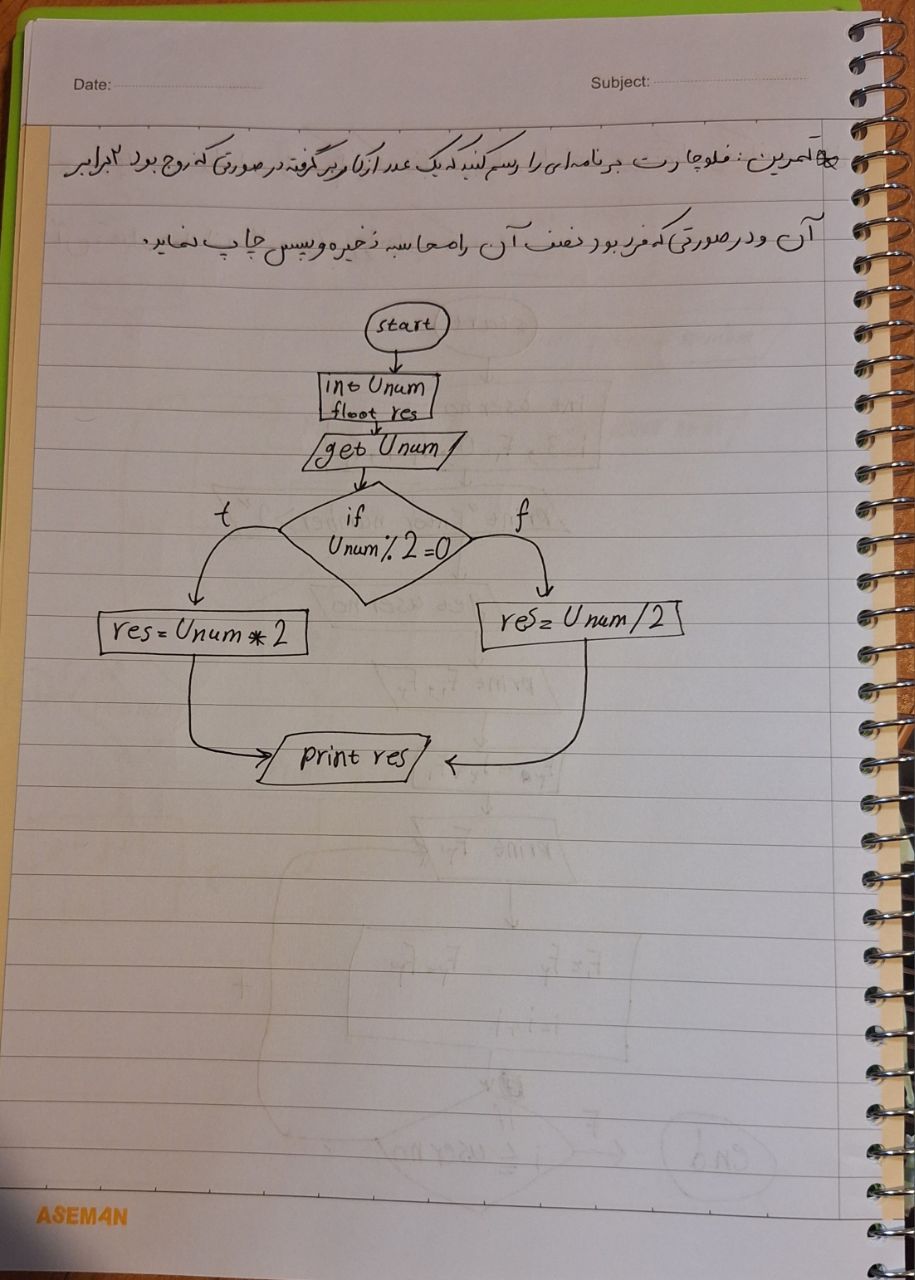 Date:
Subject:
تمرین: فلوچارت برنامه‌ای را رسم کنید که یک عدد از کاربر گرفته در صورتی که زوج بود ۲ برابر
آن و در صورتی که فرد بود نصف آن را محاسبه ذخیره و سپس چاپ نماید.
start
int Unum
float res
get Unum
t
if
f
Unum % 2 = 0
res = Unum * 2
res = Unum / 2
print res
ASEMAN